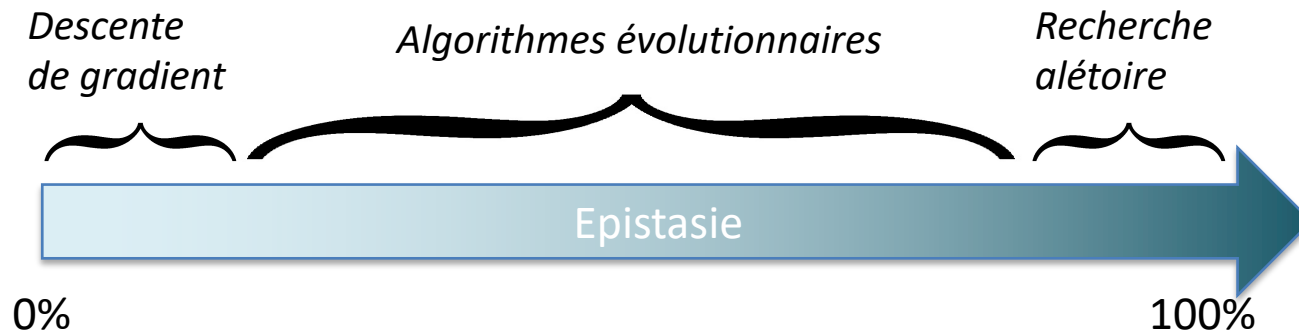 Descente
de gradient
Algorithmes évolutionnaires
Recherche
alétoire
Epistasie
0%
100%